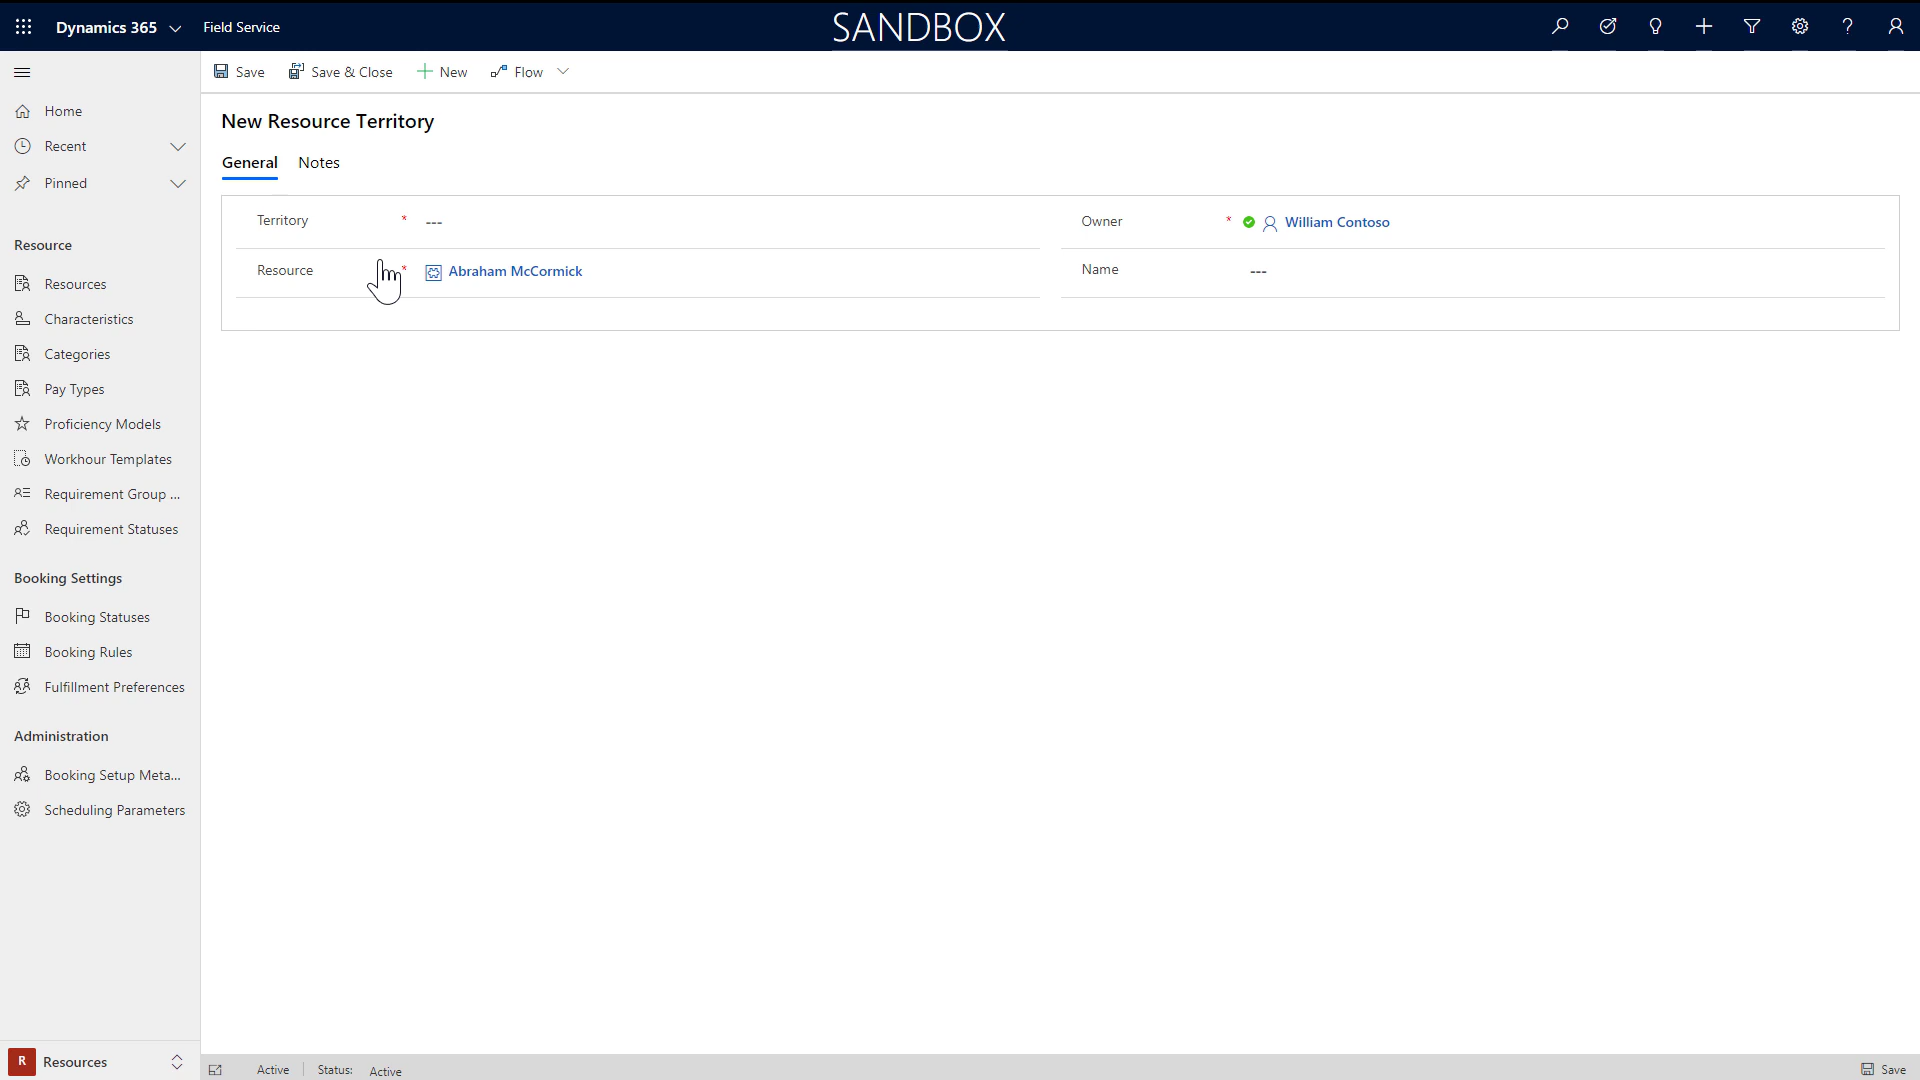 Dynamics 365
Field Service
SANDBOX
Save
Save & Close
New
Flow
Home
Recent
Pinned
Resource
Resources
Characteristics
Categories
Pay Types
Proficiency Models
Workhour Templates
Requirement Group ...
Requirement Statuses
Booking Settings
Booking Statuses
Booking Rules
Fulfillment Preferences
Administration
Booking Setup Meta...
Scheduling Parameters
R Resources
New Resource Territory
General Notes
Territory * ---
Owner * William Contoso
Resource * Abraham McCormick
Name ---
Active Status: Active
Save